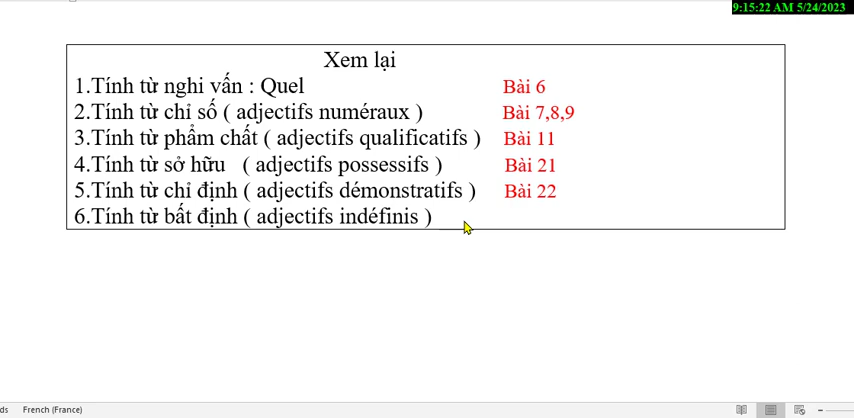 9:15:22 AM 5/24/2023
Xem lại
1.Tính từ nghi vấn : Quel Bài 6
2.Tính từ chỉ số ( adjectifs numéraux ) Bài 7,8,9
3.Tính từ phẩm chất ( adjectifs qualificatifs ) Bài 11
4.Tính từ sở hữu ( adjectifs possessifs ) Bài 21
5.Tính từ chỉ định ( adjectifs démonstratifs ) Bài 22
6.Tính từ bất định ( adjectifs indéfinis )
ds French (France)